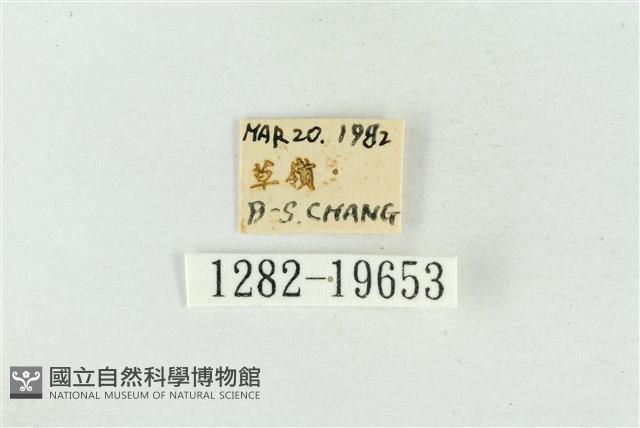 MAR 20. 1982
草嶺
B-S. CHANG
1282-19653
國立自然科學博物館
NATIONAL MUSEUM OF NATURAL SCIENCE